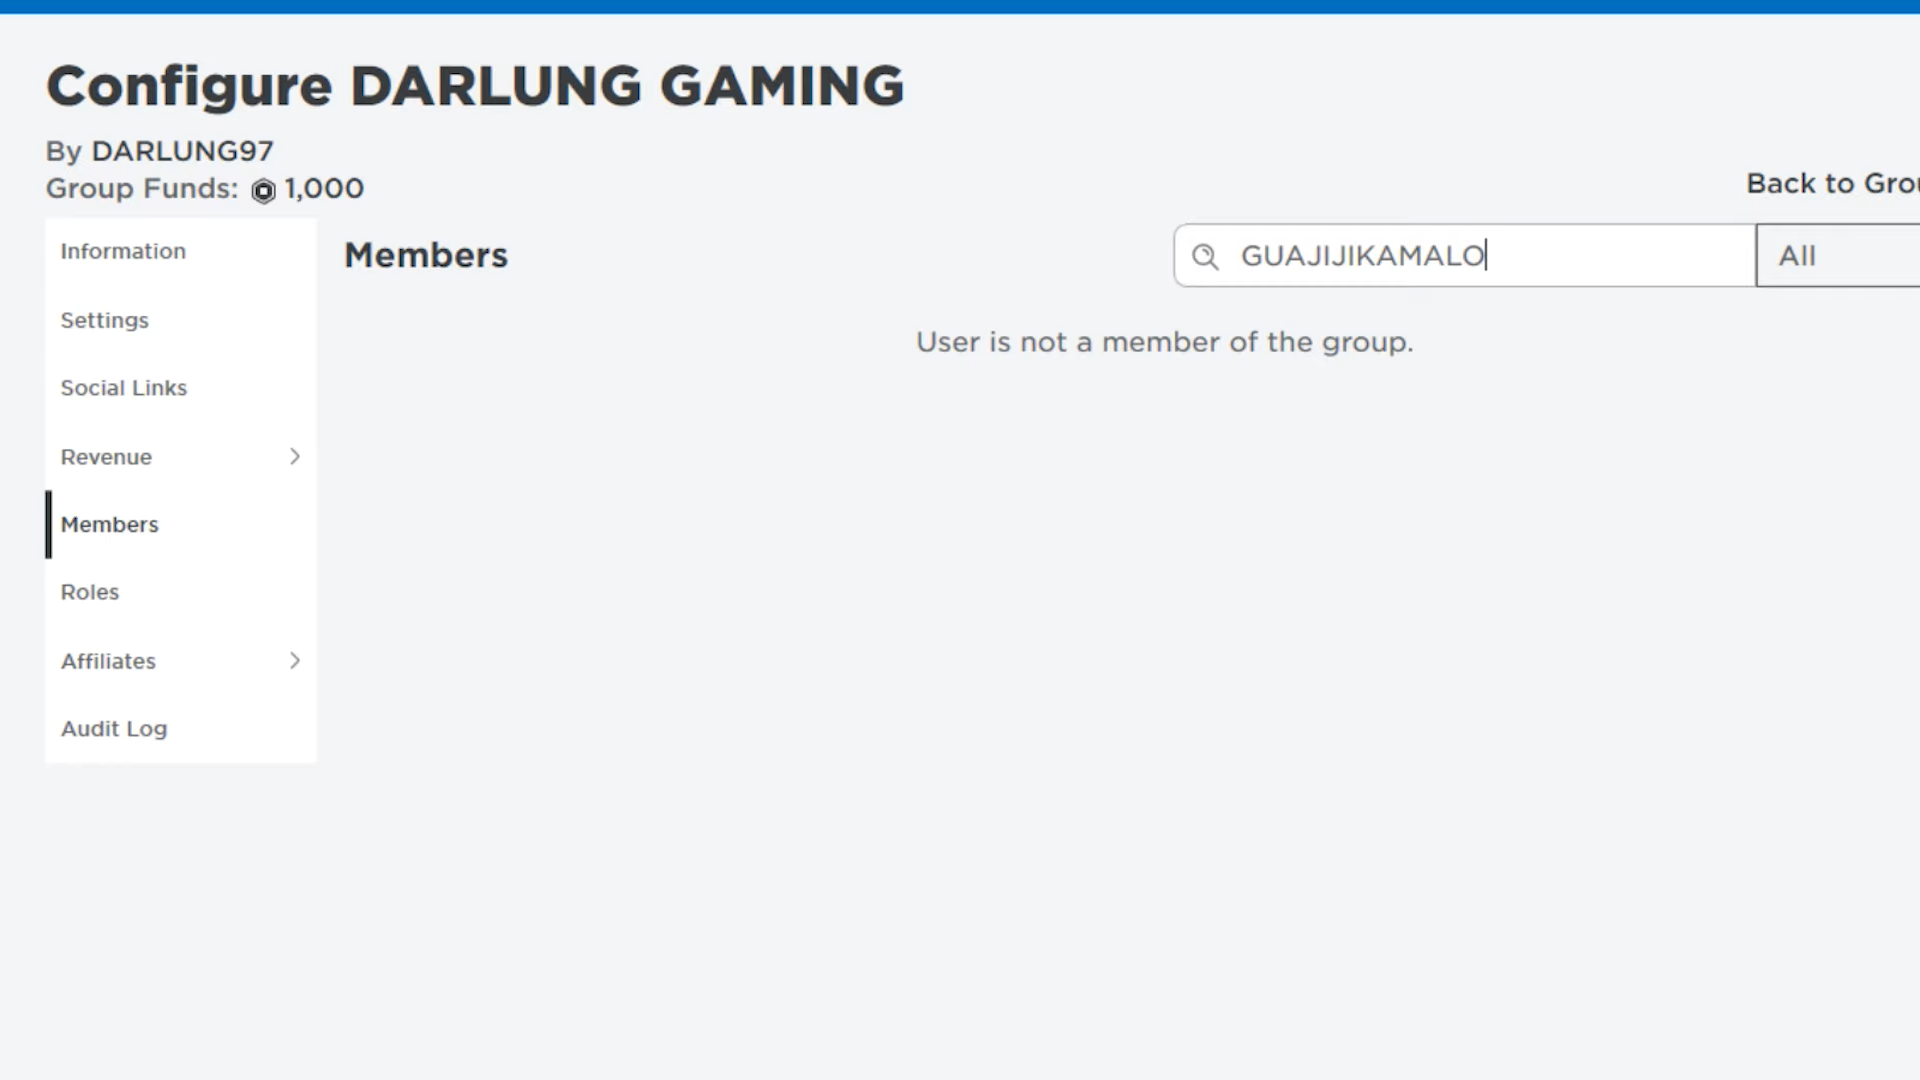 Configure DARLUNG GAMING
By DARLUNG97
Group Funds: 1,000
Back to Grou
Information
Settings
Social Links
Revenue
Members
Roles
Affiliates
Audit Log
Members
GUAJIJIKAMALO
All
User is not a member of the group.